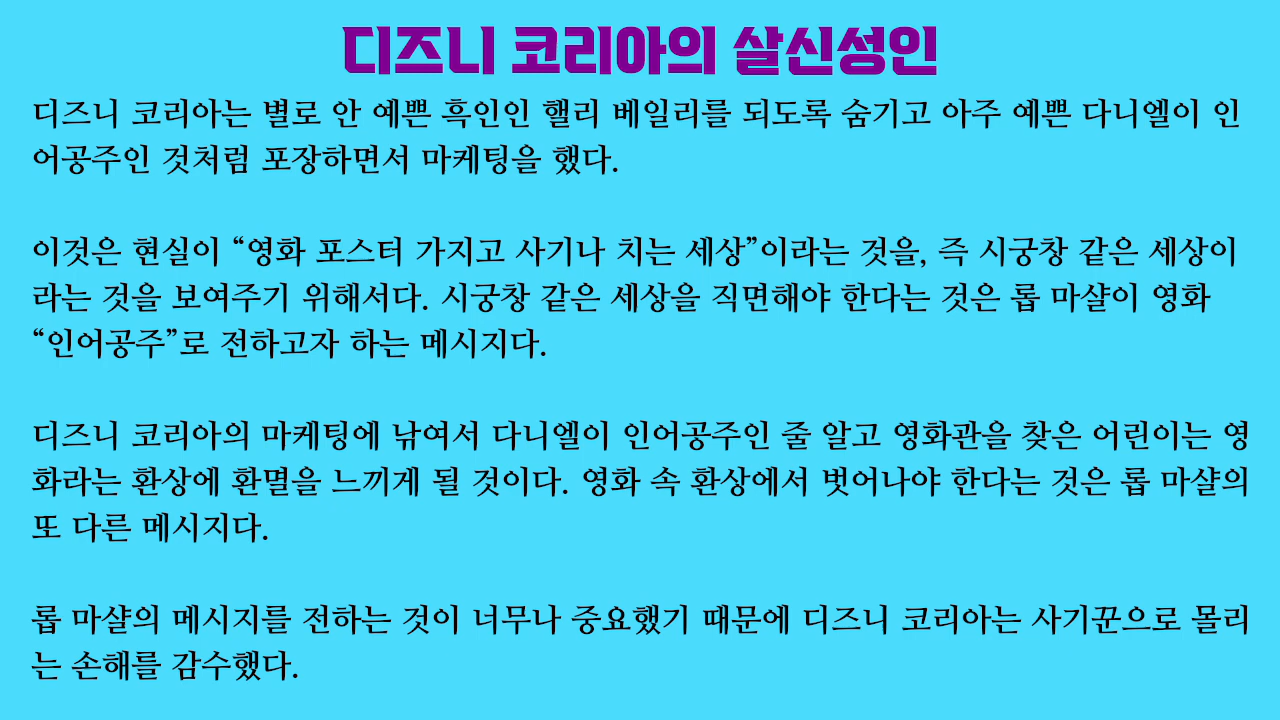 디즈니 코리아의 살신성인
디즈니 코리아는 별로 안 예쁜 흑인인 핼리 베일리를 되도록 숨기고 아주 예쁜 다니엘이 인
어공주인 것처럼 포장하면서 마케팅을 했다.
이것은 현실이 “영화 포스터 가지고 사기나 치는 세상”이라는 것을, 즉 시궁창 같은 세상이
라는 것을 보여주기 위해서다. 시궁창 같은 세상을 직면해야 한다는 것은 롭 마샬이 영화
“인어공주”로 전하고자 하는 메시지다.
디즈니 코리아의 마케팅에 낚여서 다니엘이 인어공주인 줄 알고 영화관을 찾은 어린이는 영
화라는 환상에 환멸을 느끼게 될 것이다. 영화 속 환상에서 벗어나야 한다는 것은 롭 마샬의
또 다른 메시지다.
롭 마샬의 메시지를 전하는 것이 너무나 중요했기 때문에 디즈니 코리아는 사기꾼으로 몰리
는 손해를 감수했다.